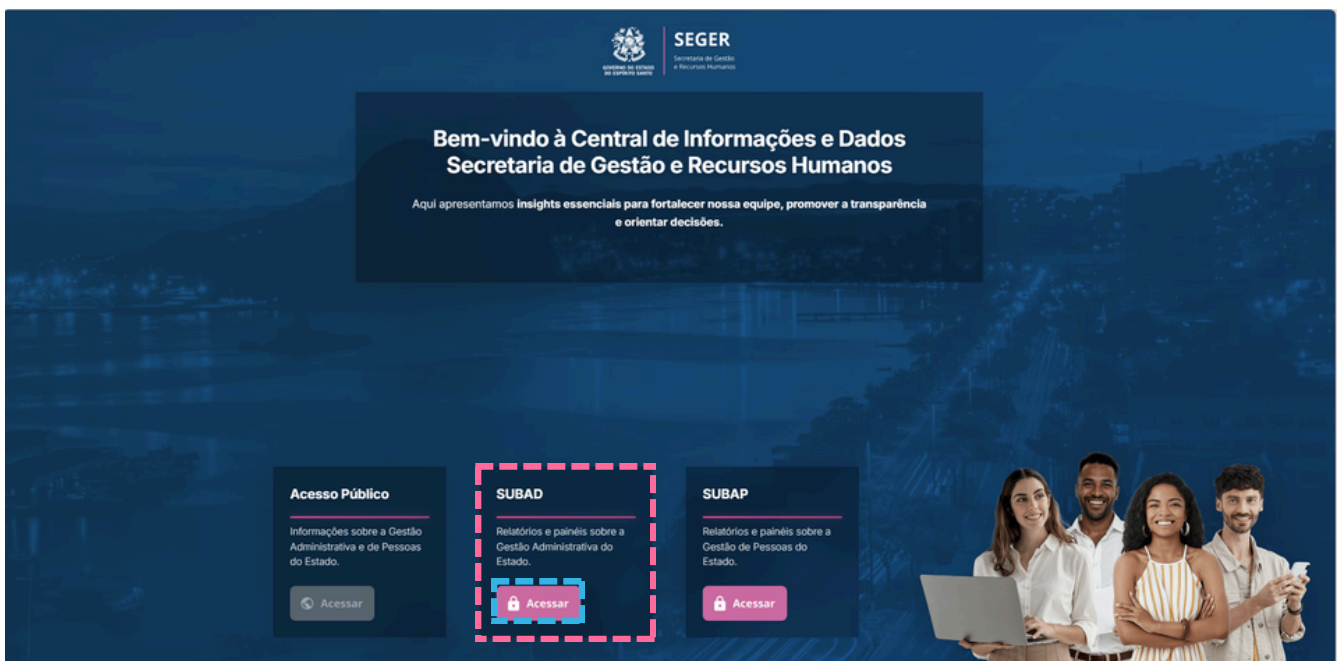 GOVERNO DO ESTADO
DO ESPÍRITO SANTO
SEGER
Secretaria de Gestão
e Recursos Humanos
Bem-vindo à Central de Informações e Dados
Secretaria de Gestão e Recursos Humanos
Aqui apresentamos insights essenciais para fortalecer nossa equipe, promover a transparência
e orientar decisões.
Acesso Público
Informações sobre a Gestão
Administrativa e de Pessoas
do Estado.
Acessar
SUBAD
Relatórios e painéis sobre a
Gestão Administrativa do
Estado.
Acessar
SUBAP
Relatórios e painéis sobre a
Gestão de Pessoas do
Estado.
Acessar